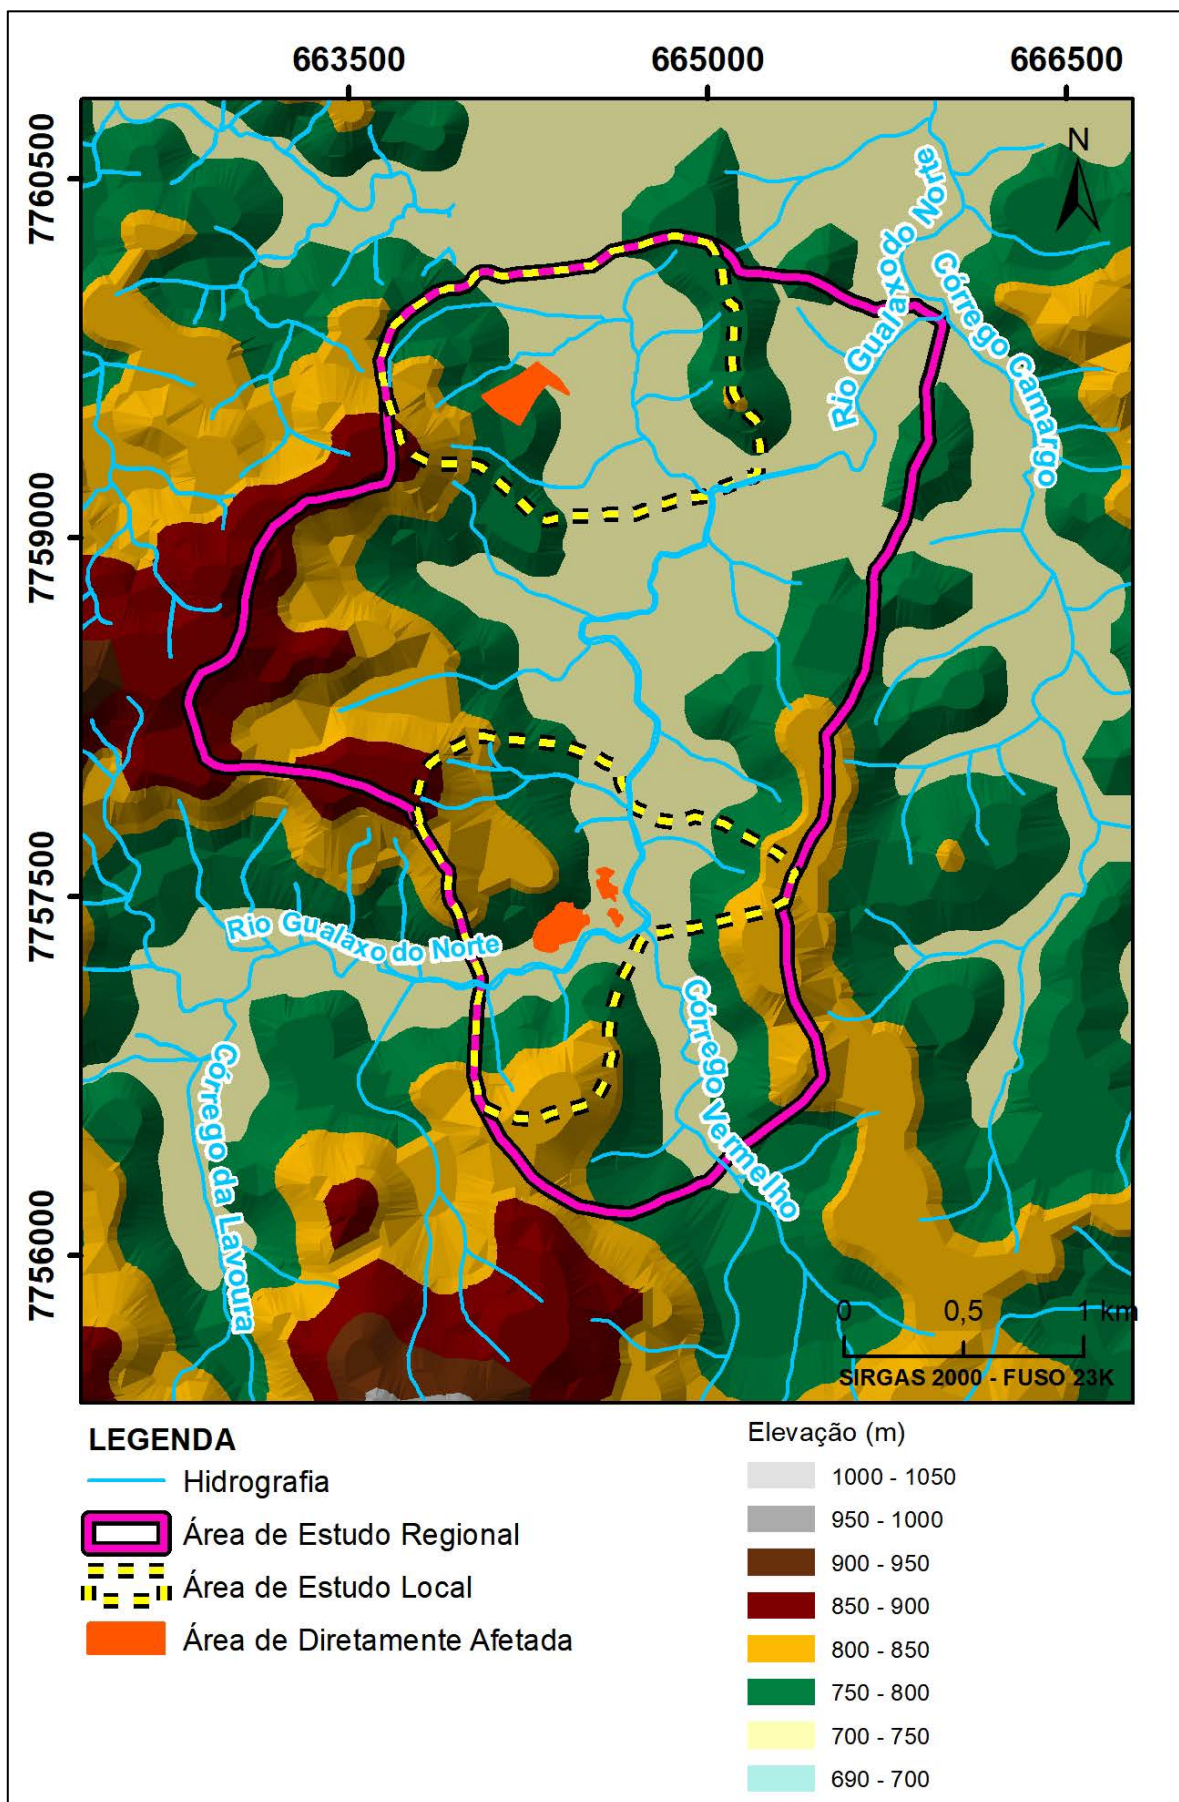 663500 665000 666500
7760500
7759000
7757500
7756000
N
Rio Gualaxo do Norte
Córrego Camargo
Rio Gualaxo do Norte
Córrego Vermelho
Córrego da Lavoura
0 0,5 1 km
SIRGAS 2000 - FUSO 23K
LEGENDA
Hidrografia
Área de Estudo Regional
Área de Estudo Local
Área de Diretamente Afetada
Elevação (m)
1000 - 1050
950 - 1000
900 - 950
850 - 900
800 - 850
750 - 800
700 - 750
690 - 700